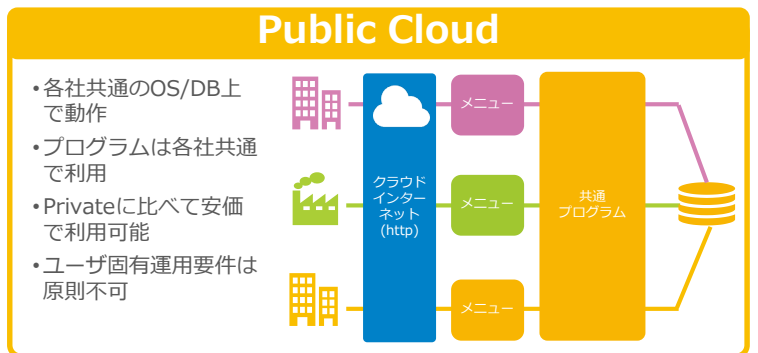 Public Cloud
•各社共通のOS/DB上
で動作
•プログラムは各社共通
で利用
•Privateに比べて安価
で利用可能
•ユーザ固有運用要件は
原則不可
クラウド
インター
ネット
(http)
メニュー
メニュー
メニュー
共通
プログラム